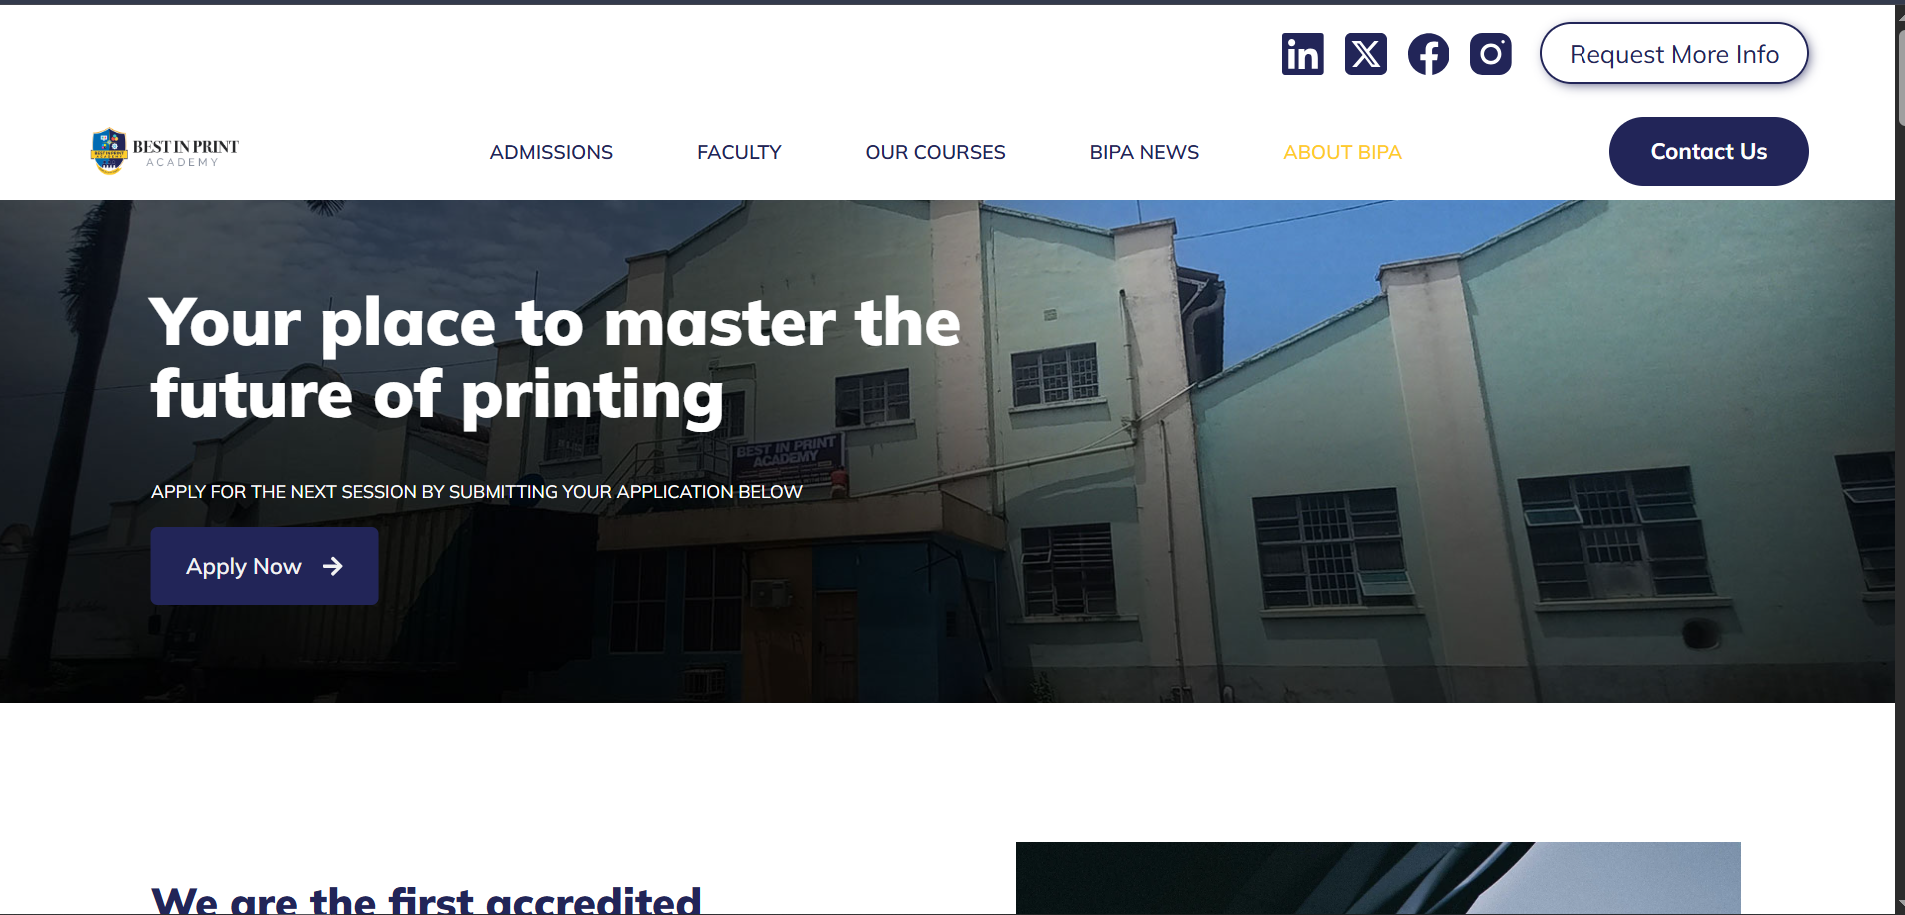 Request More Info
BEST IN PRINT
ACADEMY
ADMISSIONS
FACULTY
OUR COURSES
BIPA NEWS
ABOUT BIPA
Contact Us
Your place to master the
future of printing
BEST IN PRINT
ACADEMY
APPLY FOR THE NEXT SESSION BY SUBMITTING YOUR APPLICATION BELOW
Apply Now
We are the first accredited